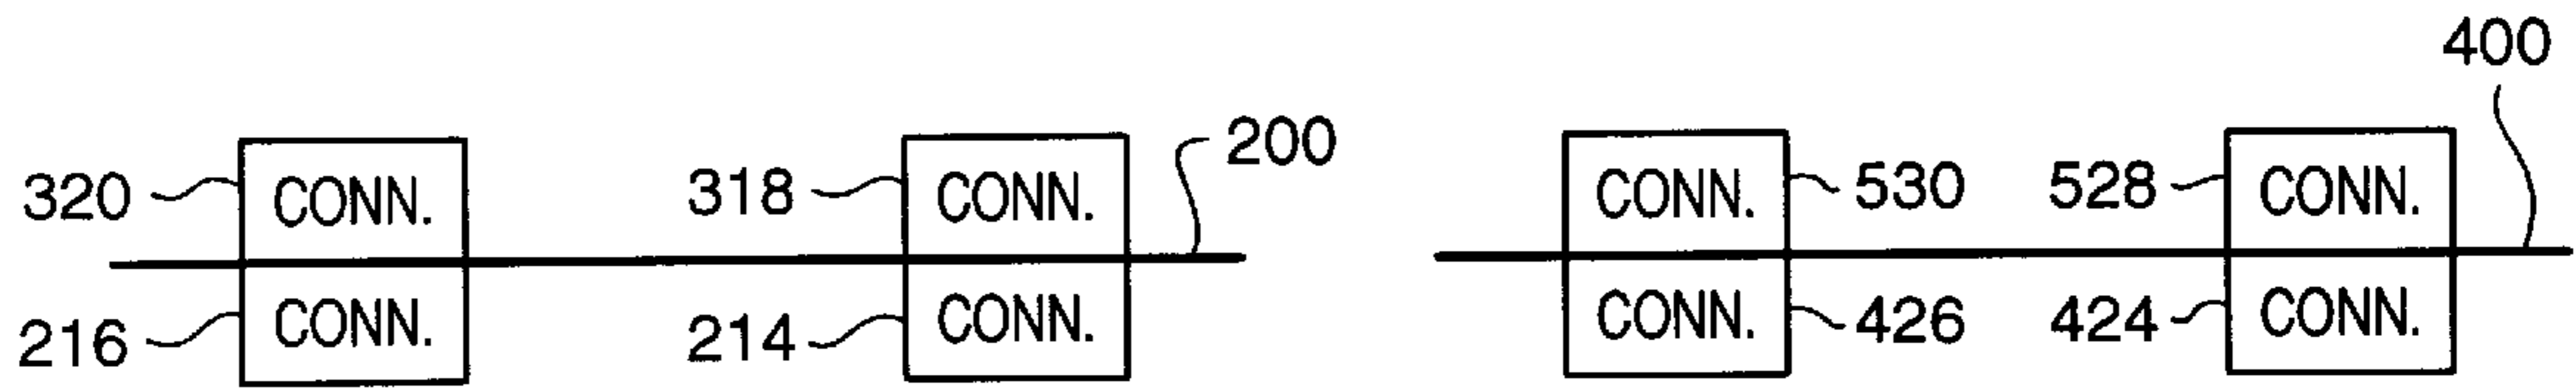 400
200
320 CONN. 318 CONN. CONN. 530 528 CONN.
216 CONN. 214 CONN. CONN. 426 424 CONN.